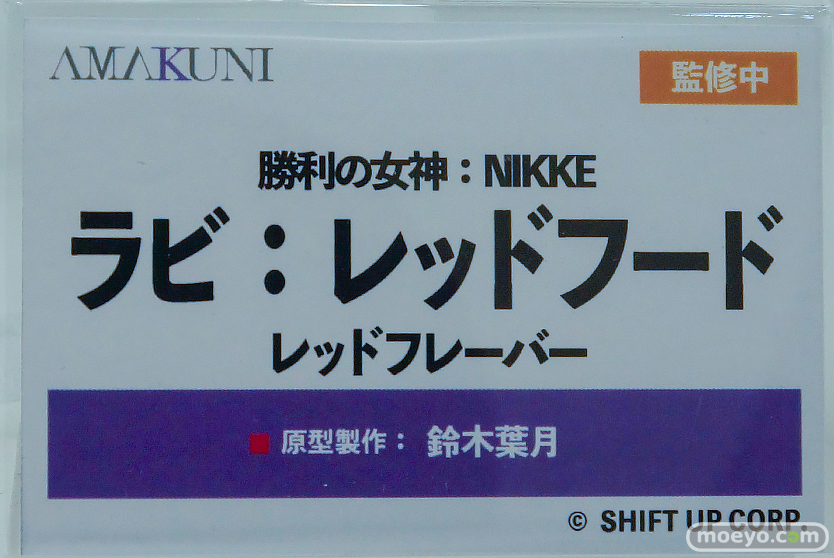 AMAKUNI
監修中
勝利の女神：NIKKE
ラピ：レッドフード
レッドフレーバー
■ 原型製作： 鈴木葉月
© SHIFT UP CORP.
moeyo.com